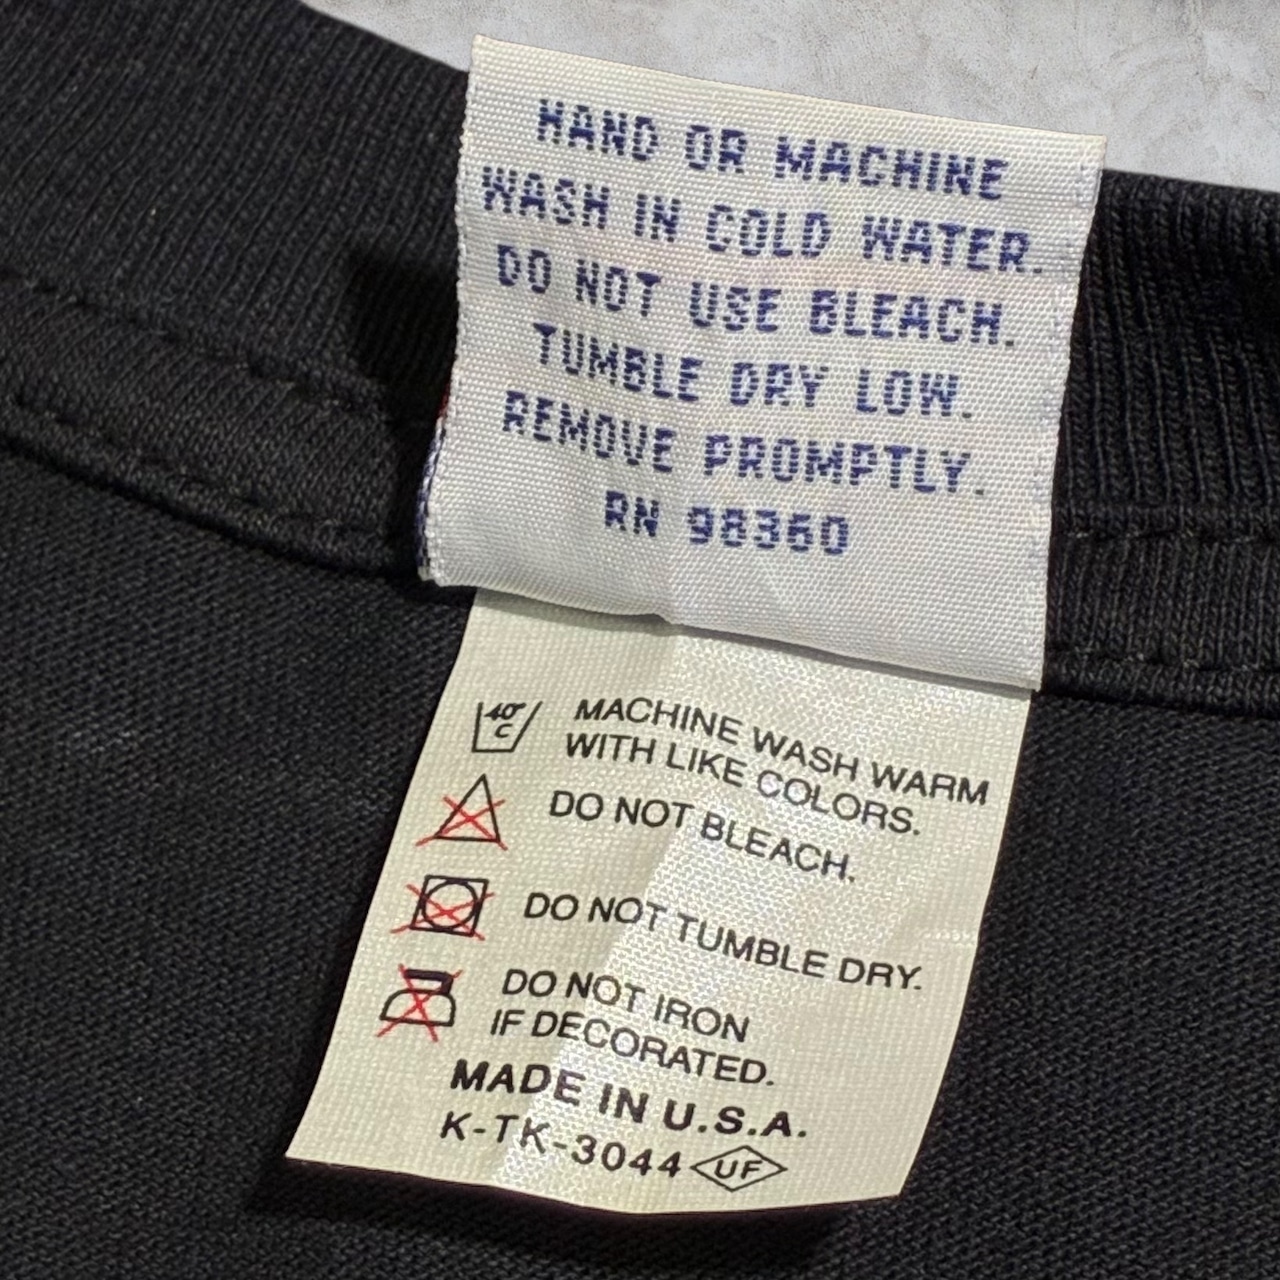 HAND OR MACHINE
WASH IN COLD WATER.
DO NOT USE BLEACH.
TUMBLE DRY LOW.
REMOVE PROMPTLY.
RN 98360
40° C
MACHINE WASH WARM
WITH LIKE COLORS.
DO NOT BLEACH.
DO NOT TUMBLE DRY.
DO NOT IRON
IF DECORATED.
MADE IN U.S.A.
K-TK-3044 UF